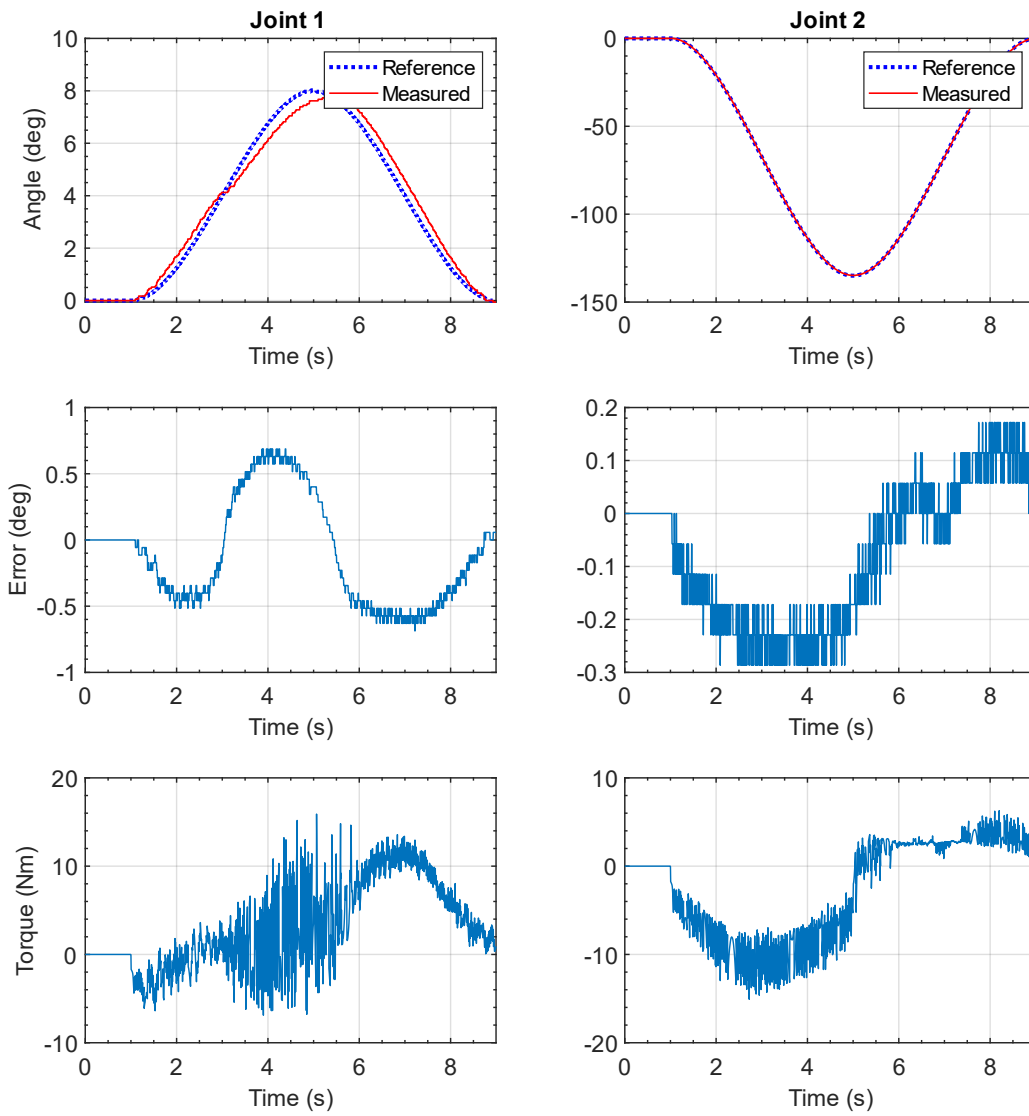 Joint 1
10
8
6
4
2
0
Angle (deg)
Reference
Measured
0 2 4 6 8
Time (s)
Joint 2
0
-50
-100
-150
Reference
Measured
0 2 4 6 8
Time (s)
1
0.5
0
-0.5
-1
Error (deg)
0 2 4 6 8
Time (s)
0.2
0.1
0
-0.1
-0.2
-0.3
0 2 4 6 8
Time (s)
20
10
0
-10
Torque (Nm)
0 2 4 6 8
Time (s)
10
0
-10
-20
0 2 4 6 8
Time (s)